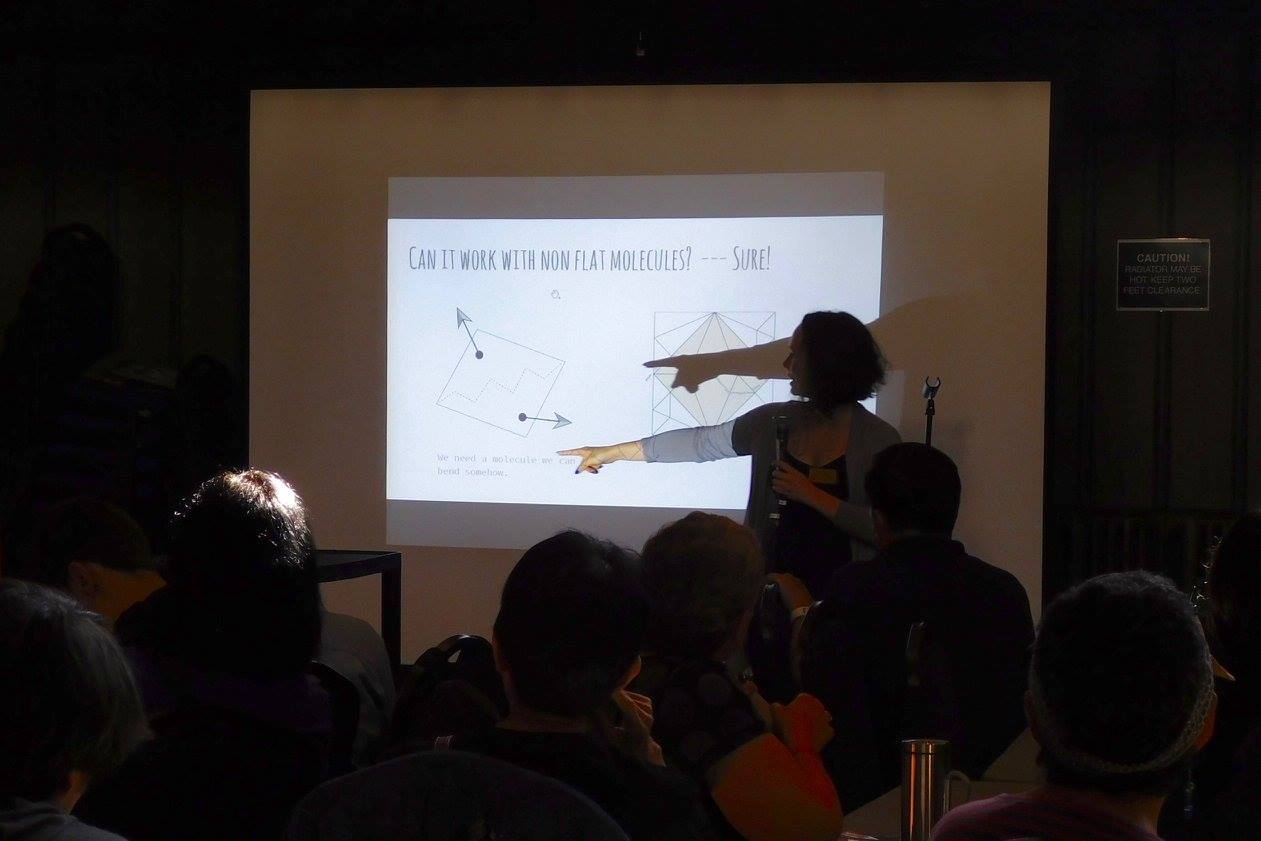 CAN IT WORK WITH NON FLAT MOLECULES? --- SURE!
We need a molecule we can
bend somehow.
CAUTION!
RADIATOR MAY BE
HOT KEEP TWO
FEET CLEARANCE